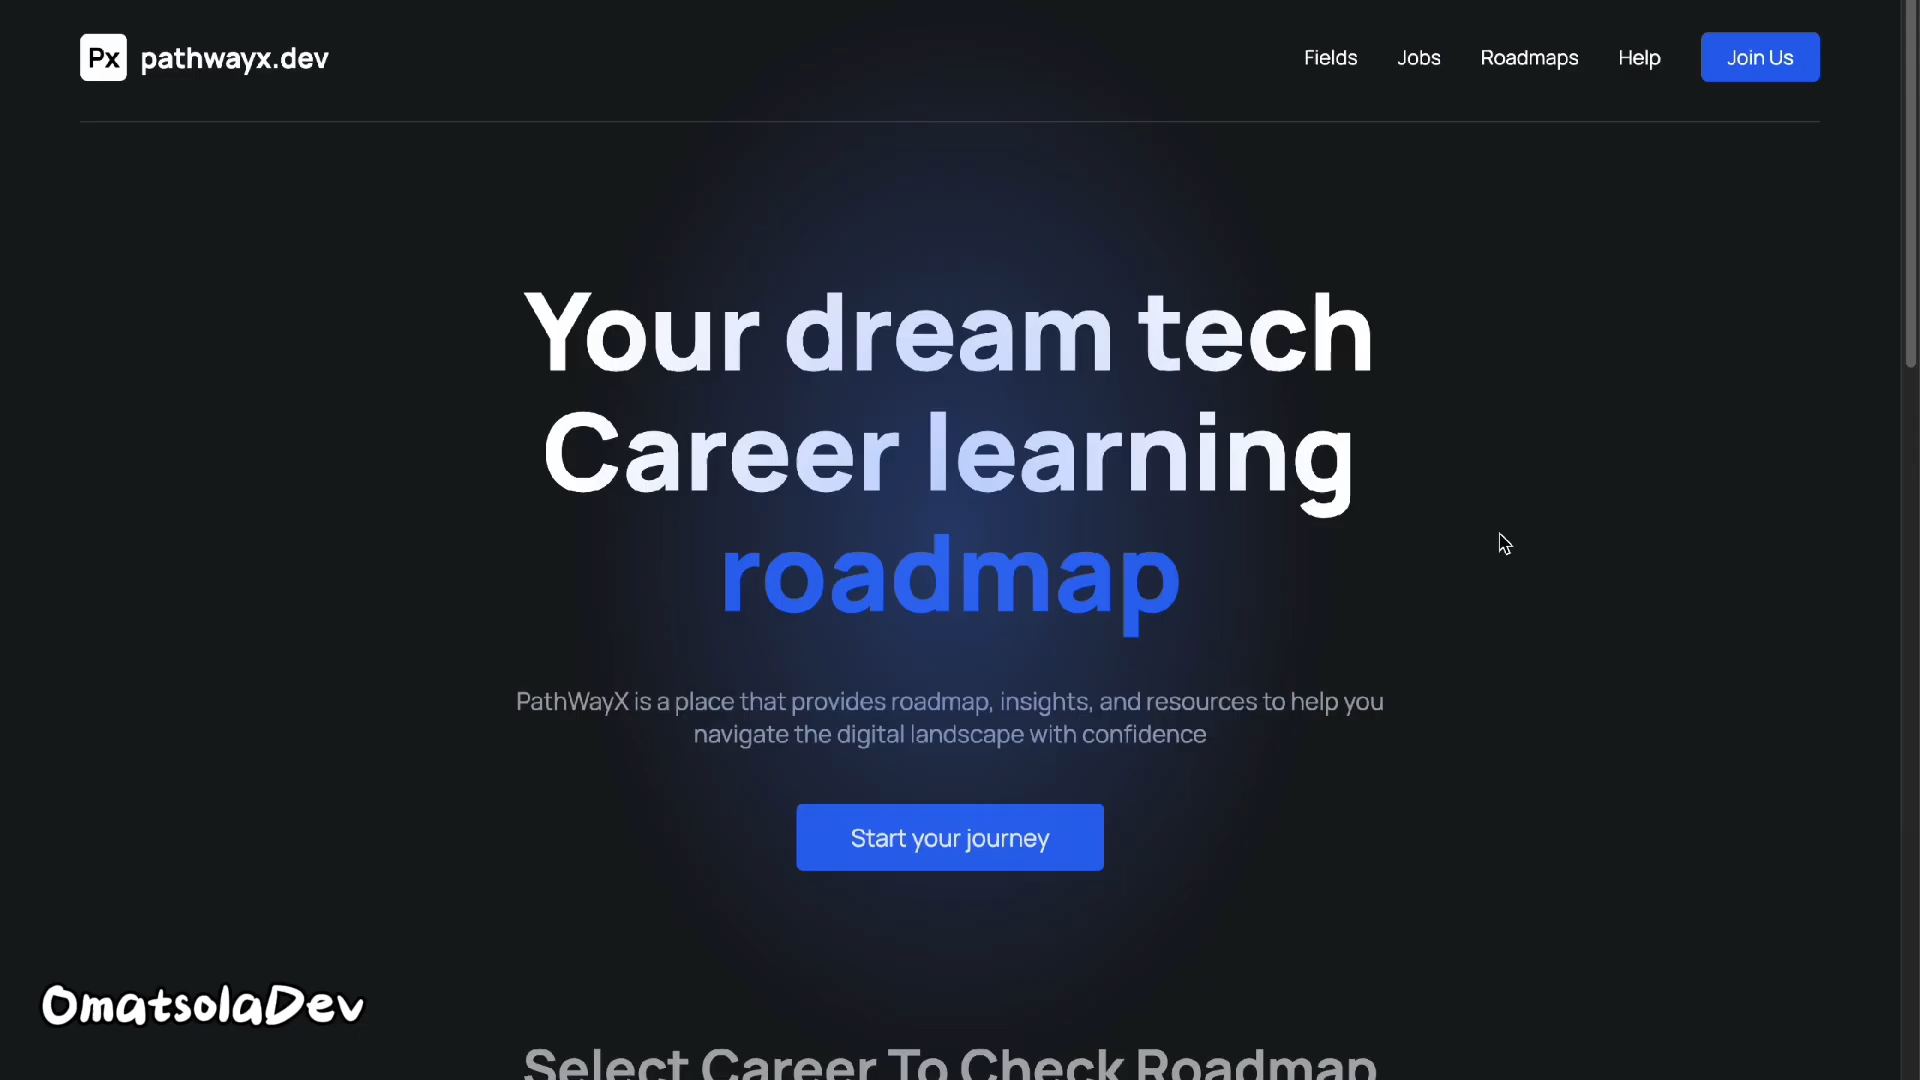 Px pathwayx.dev
Fields Jobs Roadmaps Help Join Us
Your dream tech
Career learning
roadmap
PathWayX is a place that provides roadmap, insights, and resources to help you
navigate the digital landscape with confidence
Start your journey
OmatsolaDev
Select Career To Check Roadmap